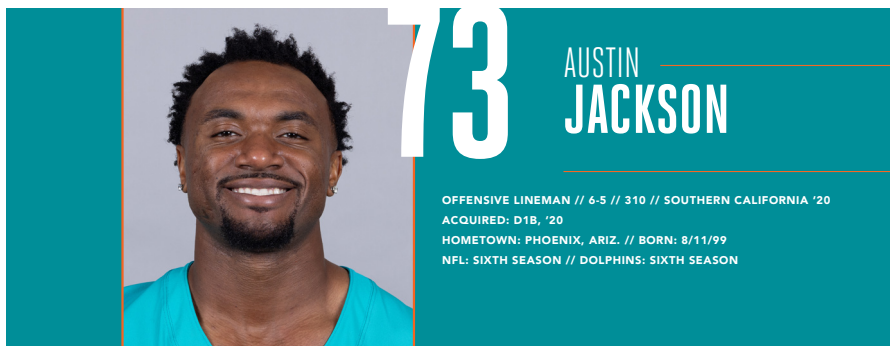 73
AUSTIN
JACKSON
OFFENSIVE LINEMAN // 6-5 // 310 // SOUTHERN CALIFORNIA ‘20
ACQUIRED: D1B, ‘20
HOMETOWN: PHOENIX, ARIZ. // BORN: 8/11/99
NFL: SIXTH SEASON // DOLPHINS: SIXTH SEASON